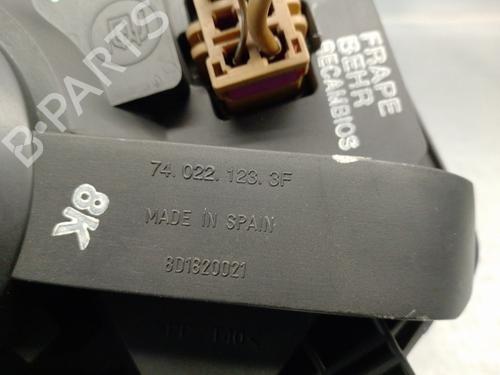 B-PARTS
FRAPE
BEHR
RECAMBIOS
74.022.123.3F
MADE IN SPAIN
8D1820021
8K